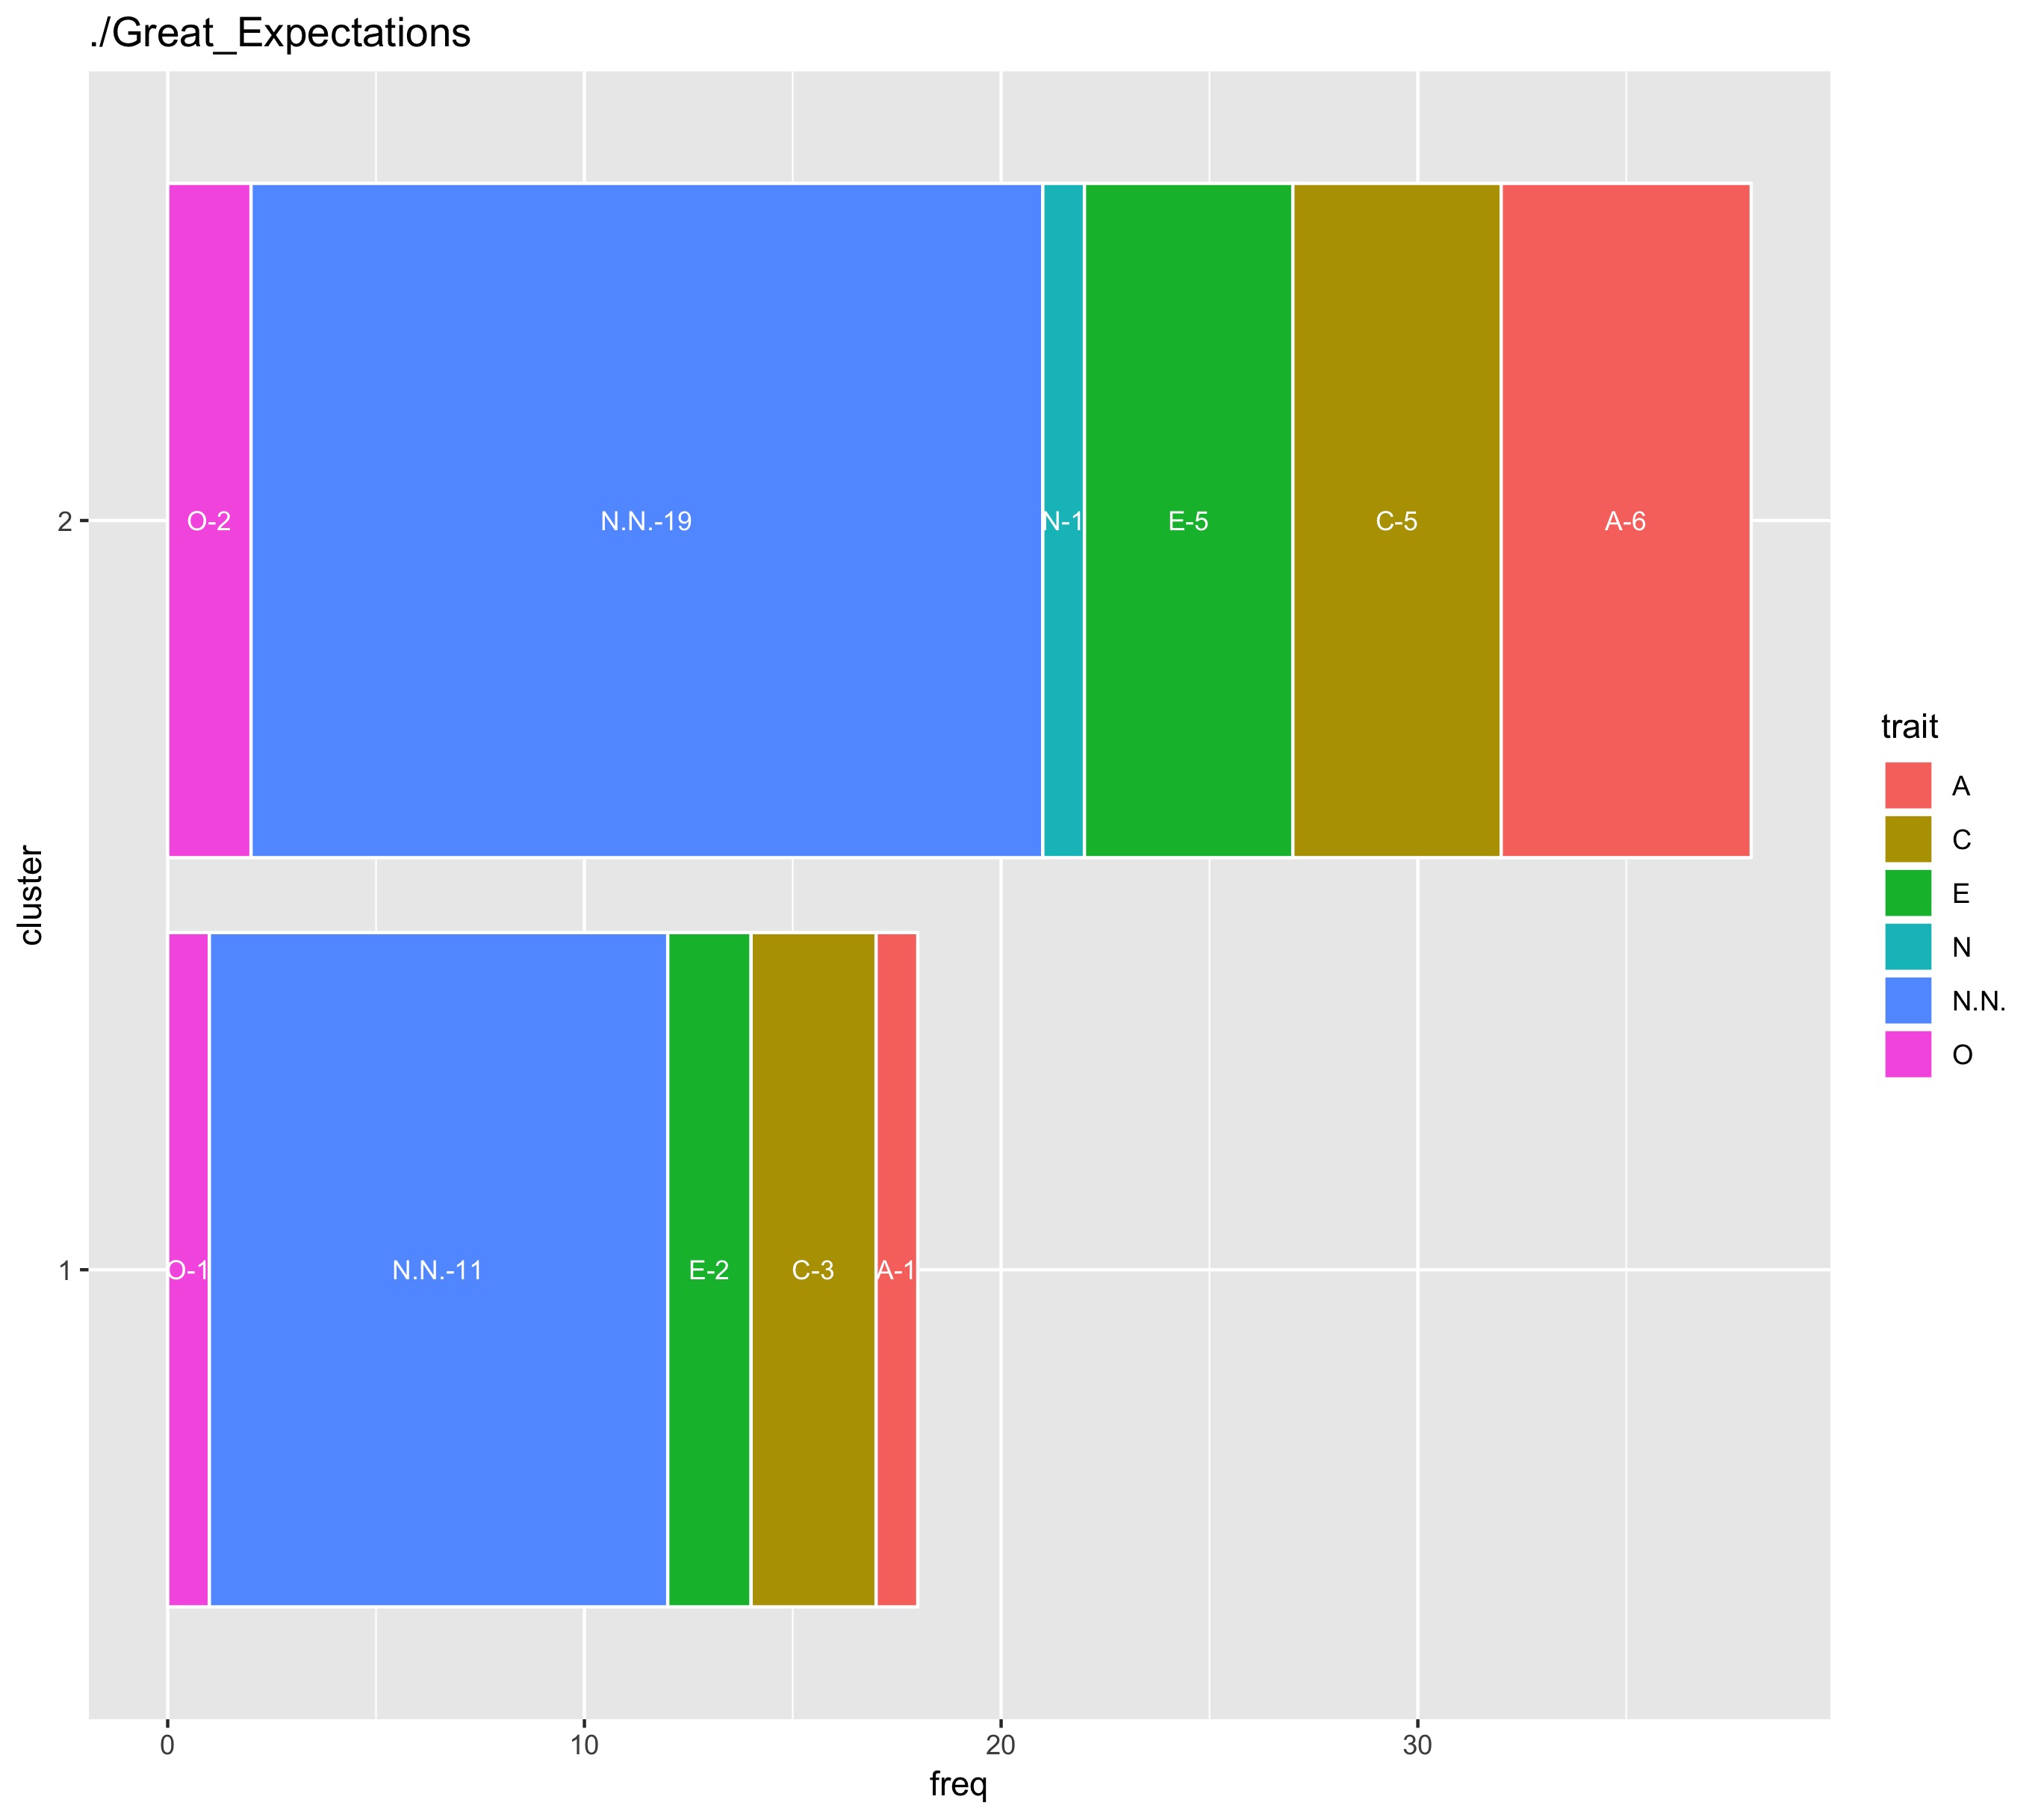 ./Great_Expectations
2
O-2 N.N.-19 N-1 E-5 C-5 A-6
cluster
1
O-1 N.N.-11 E-2 C-3 A-1
0 10 20 30
freq
trait
A
C
E
N
N.N.
O